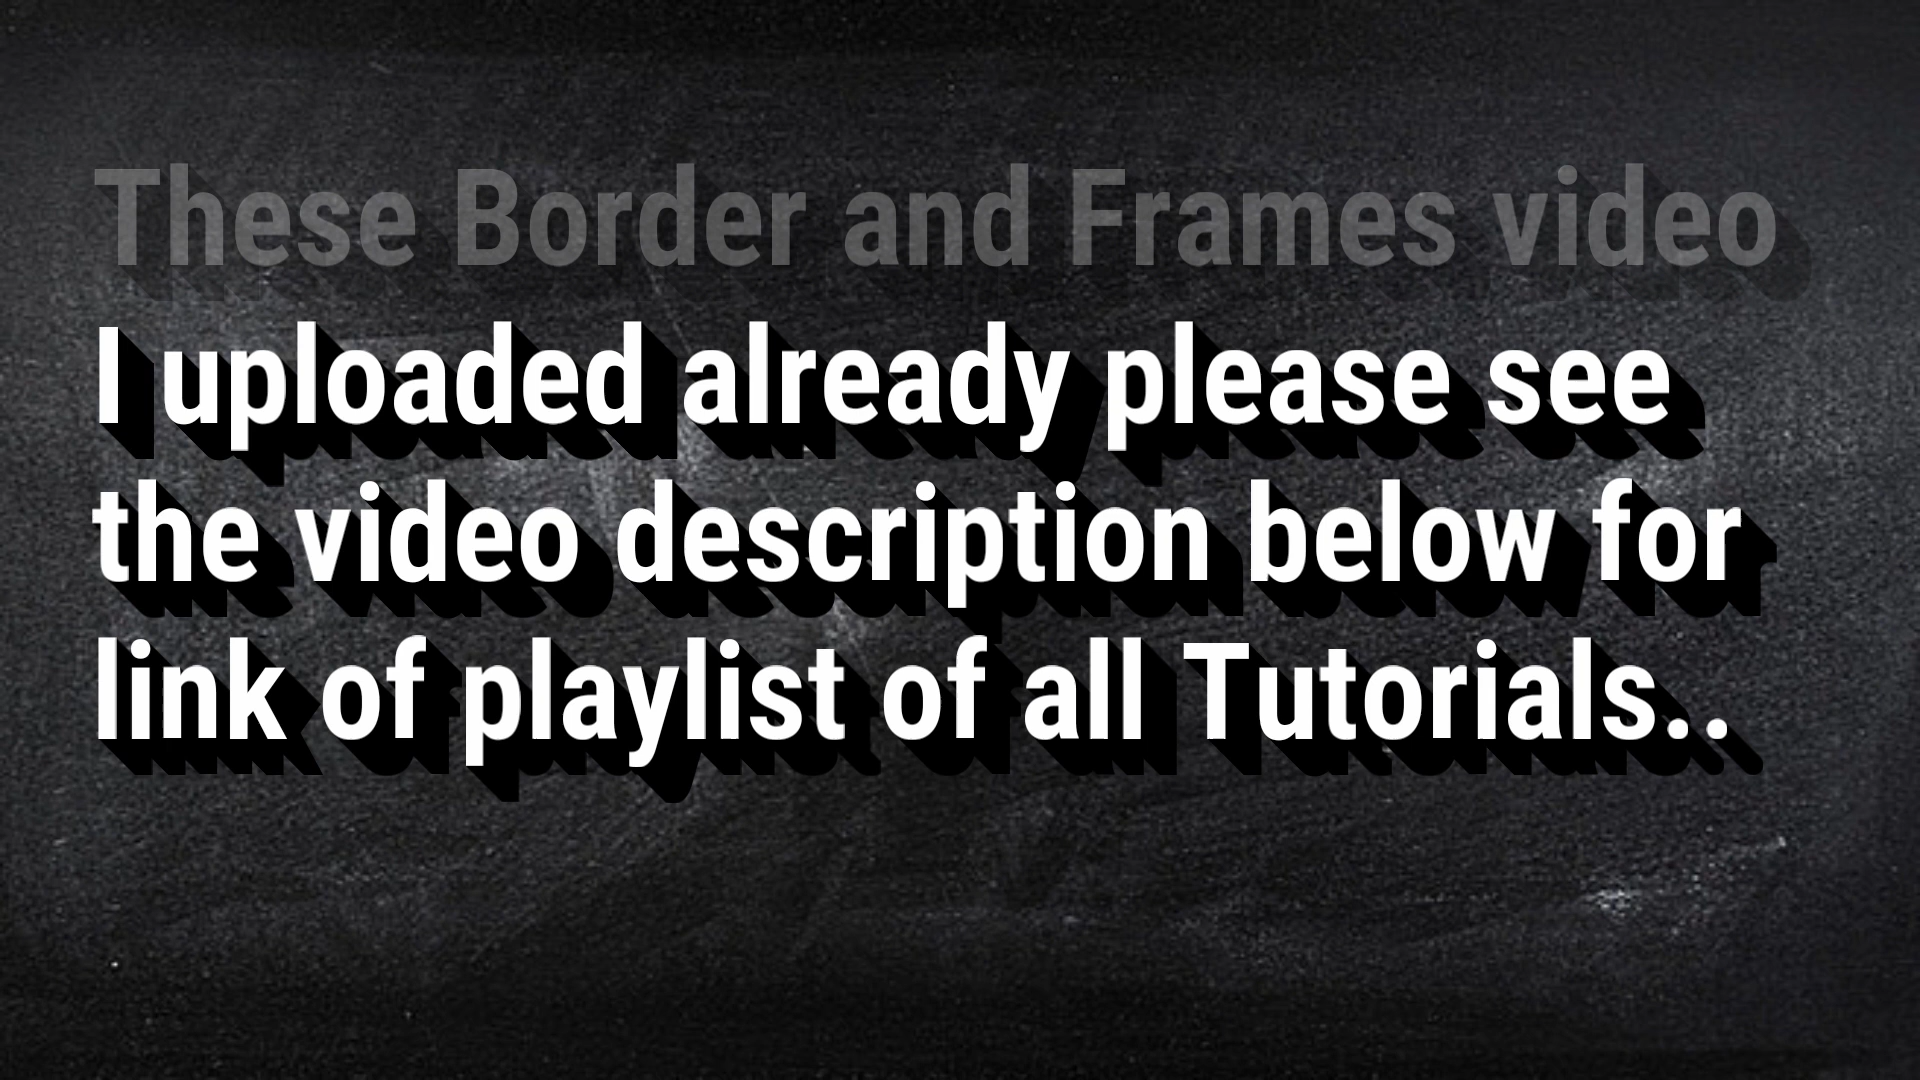 These Border and Frames video
I uploaded already please see
the video description below for
link of playlist of all Tutorials..